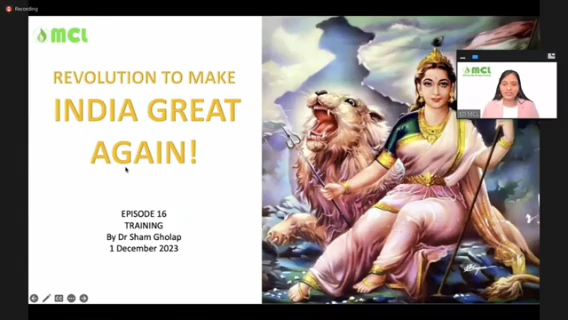 Recording
MCL
REVOLUTION TO MAKE
INDIA GREAT
AGAIN!
EPISODE 16
TRAINING
By Dr Sham Gholap
1 December 2023
MCL